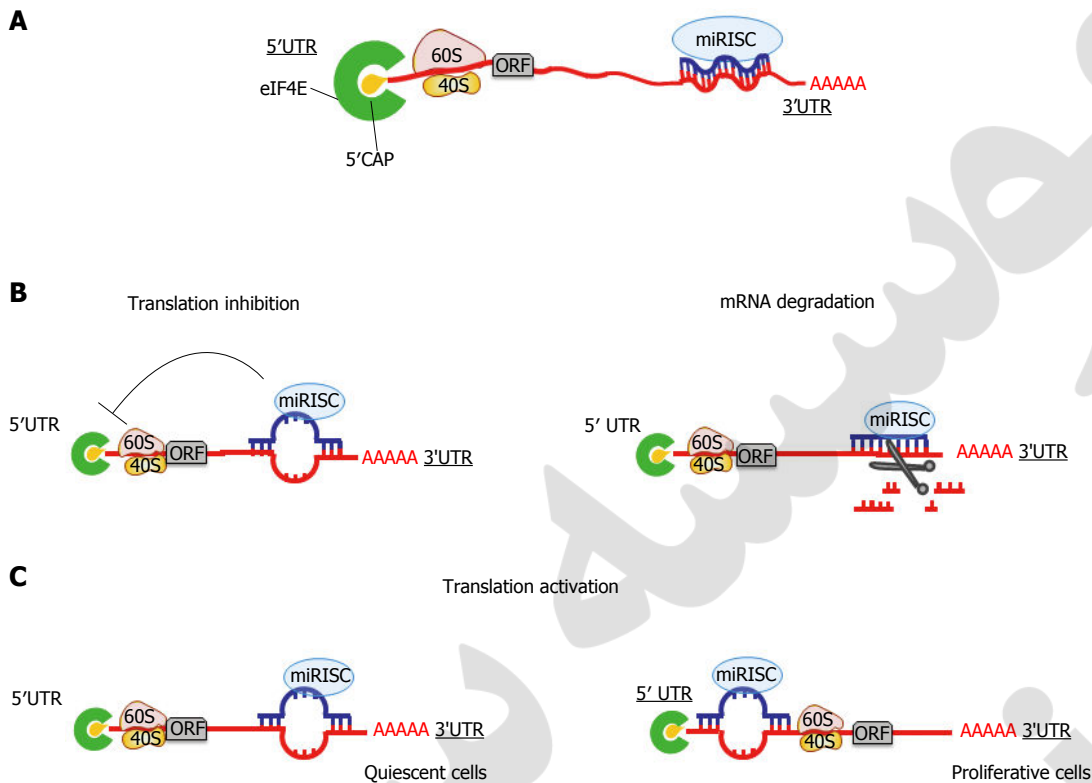 A
5′UTR
60S
miRISC
ORF
eIF4E
40S
AAAAA
3′UTR
5′CAP
B
Translation inhibition
mRNA degradation
miRISC
5′UTR
60S
40S
ORF
AAAAA 3'UTR
miRISC
5′ UTR
60S
40S
ORF
AAAAA 3'UTR
C
Translation activation
miRISC
5′UTR
60S
40S
ORF
AAAAA 3'UTR
Quiescent cells
miRISC
5′ UTR
60S
40S
ORF
AAAAA 3'UTR
Proliferative cells